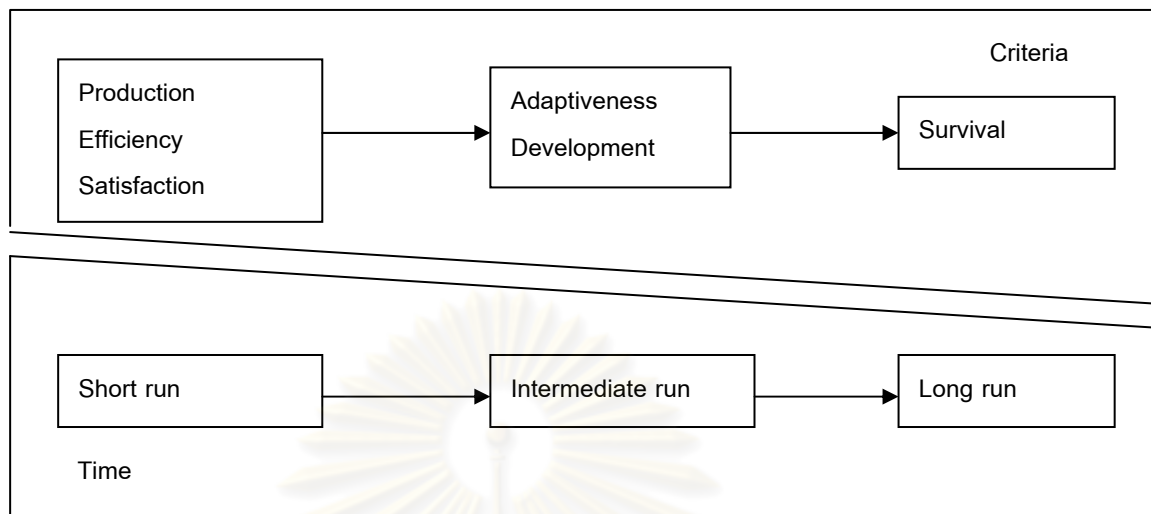 Criteria
Production
Efficiency
Satisfaction
Adaptiveness
Development
Survival
Short run
Intermediate run
Long run
Time